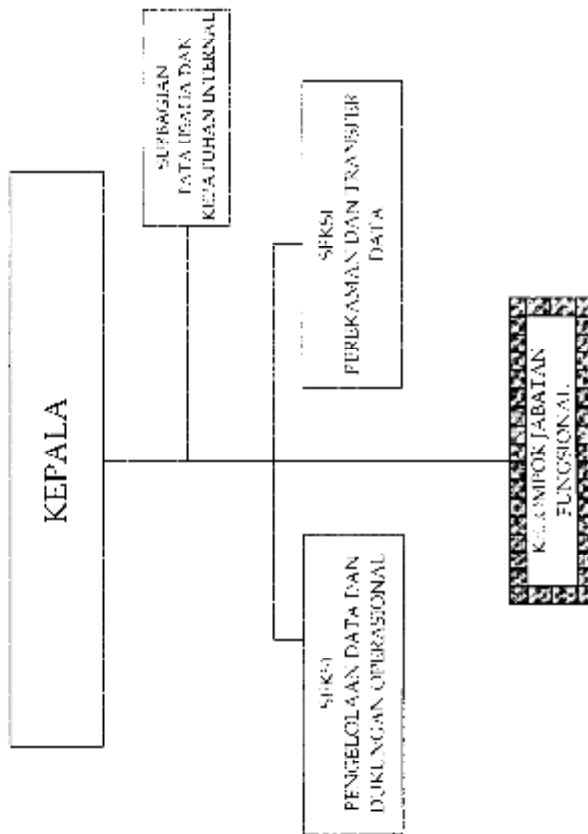 KEPALA
SUBBAGIAN
TATA USAHA DAN
KEPATUHAN INTERNAL
SEKSI
PENGELOLAAN DATA DAN
DUKUNGAN OPERASIONAL
SEKSI
PEREKAMAN DAN TRANSFER
DATA
KELOMPOK JABATAN
FUNGSIONAL